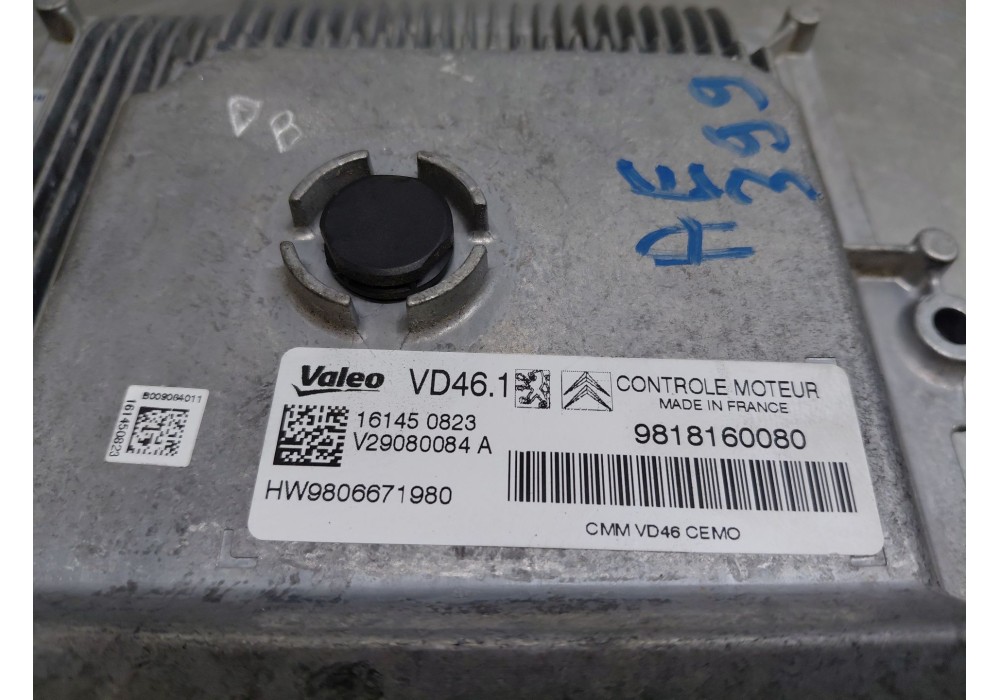 D B
AE
399
B009064011
161450823
Valeo VD46.1 CONTROLE MOTEUR
MADE IN FRANCE
16145 0823
V29080084 A
9818160080
HW9806671980
CMM VD46 CEMO